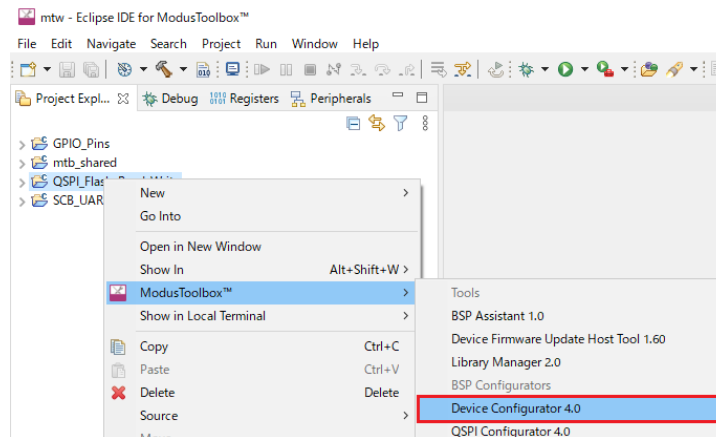 mtw - Eclipse IDE for ModusToolbox™
File Edit Navigate Search Project Run Window Help
Project Expl... Debug Registers Peripherals
GPIO_Pins
mtb_shared
QSPI_Flas
SCB_UAR
New
Go Into
Open in New Window
Show In Alt+Shift+W >
ModusToolbox™
Show in Local Terminal
Copy Ctrl+C
Paste Ctrl+V
Delete Delete
Source
Tools
BSP Assistant 1.0
Device Firmware Update Host Tool 1.60
Library Manager 2.0
BSP Configurators
Device Configurator 4.0
QSPI Configurator 4.0